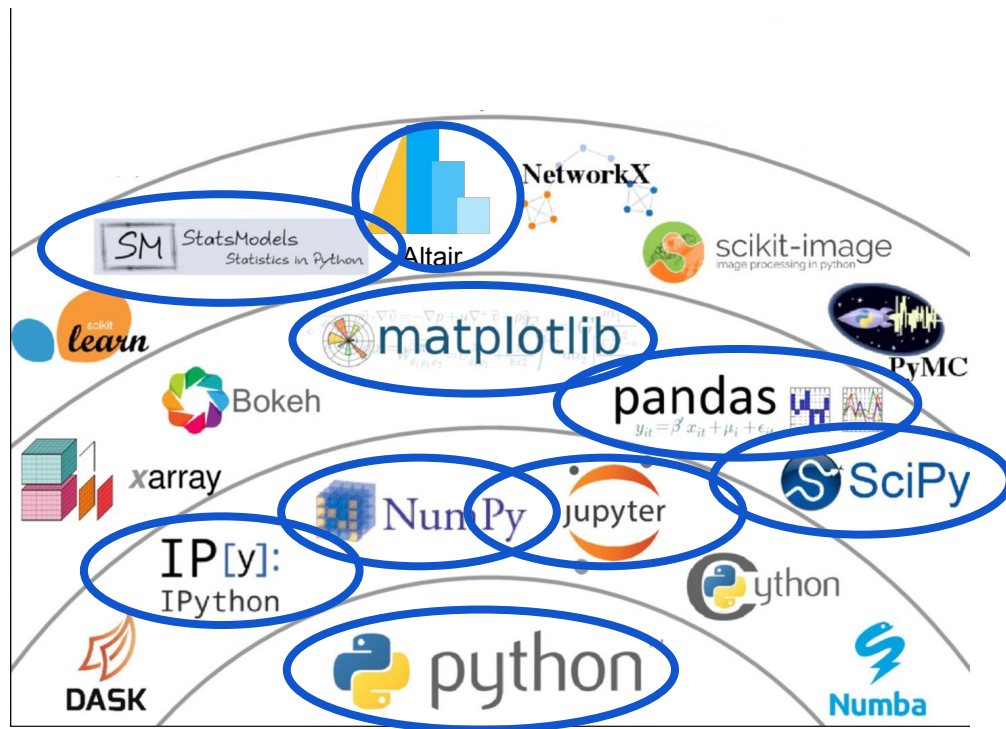 NetworkX
SM
StatsModels
Statistics in Python
Altair
scikit-image
image processing in python
scikit
learn
matplotlib
PyMC
Bokeh
pandas
xarray
NumPy
jupyter
SciPy
IP[y]:
IPython
Cython
DASK
python
Numba